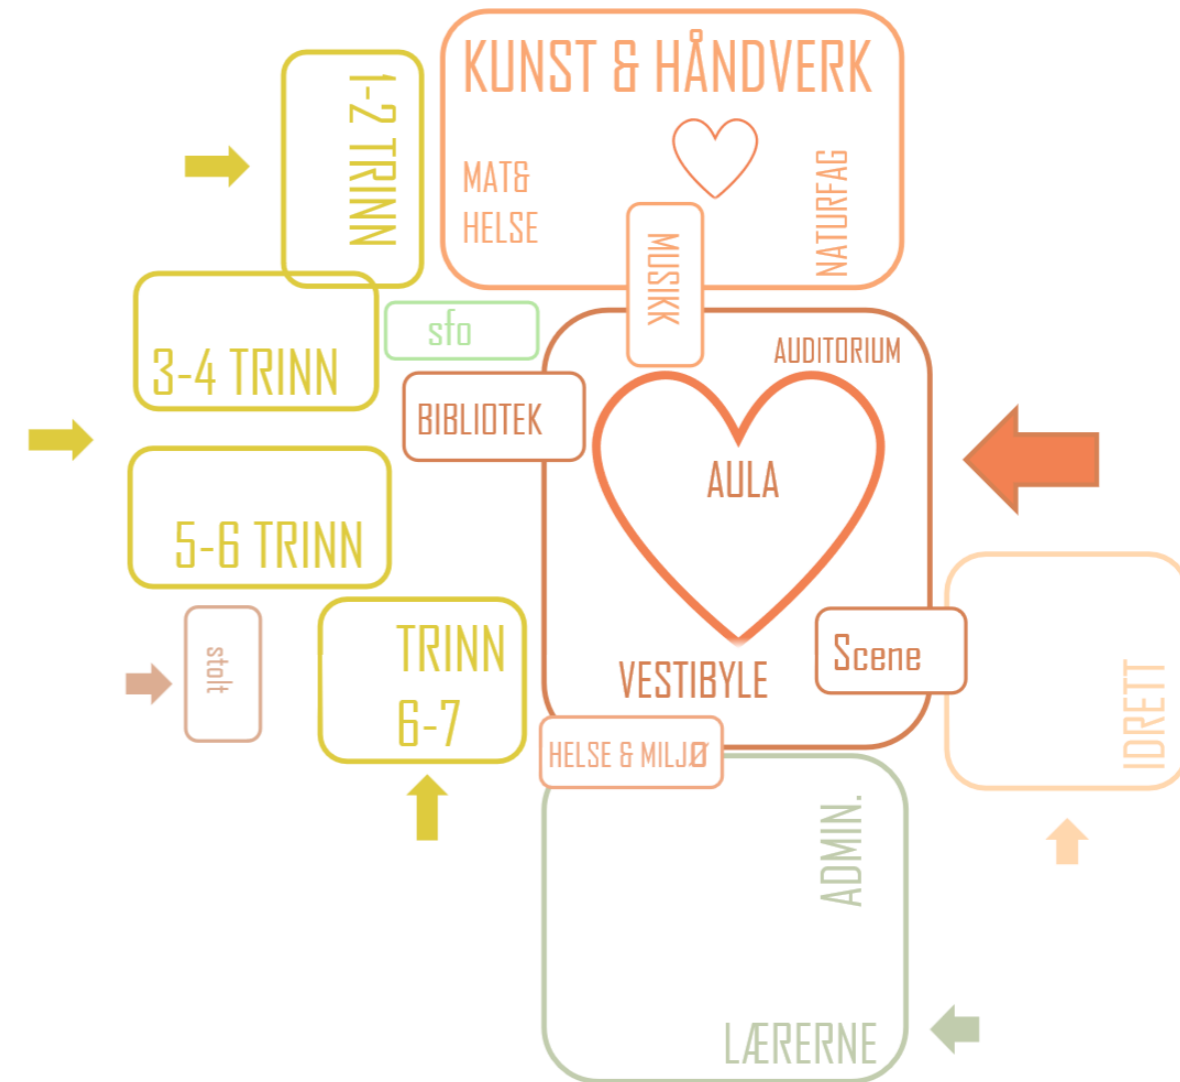 KUNST & HÅNDVERK
1-2 TRINN
MAT&
HELSE
NATURFAG
MUSIKK
sfo
AUDITORIUM
3-4 TRINN
BIBLIOTEK
AULA
5-6 TRINN
TRINN
6-7
stolt
Scene
VESTIBYLE
IDRETT
HELSE & MILJØ
ADMIN.
LÆRERNE